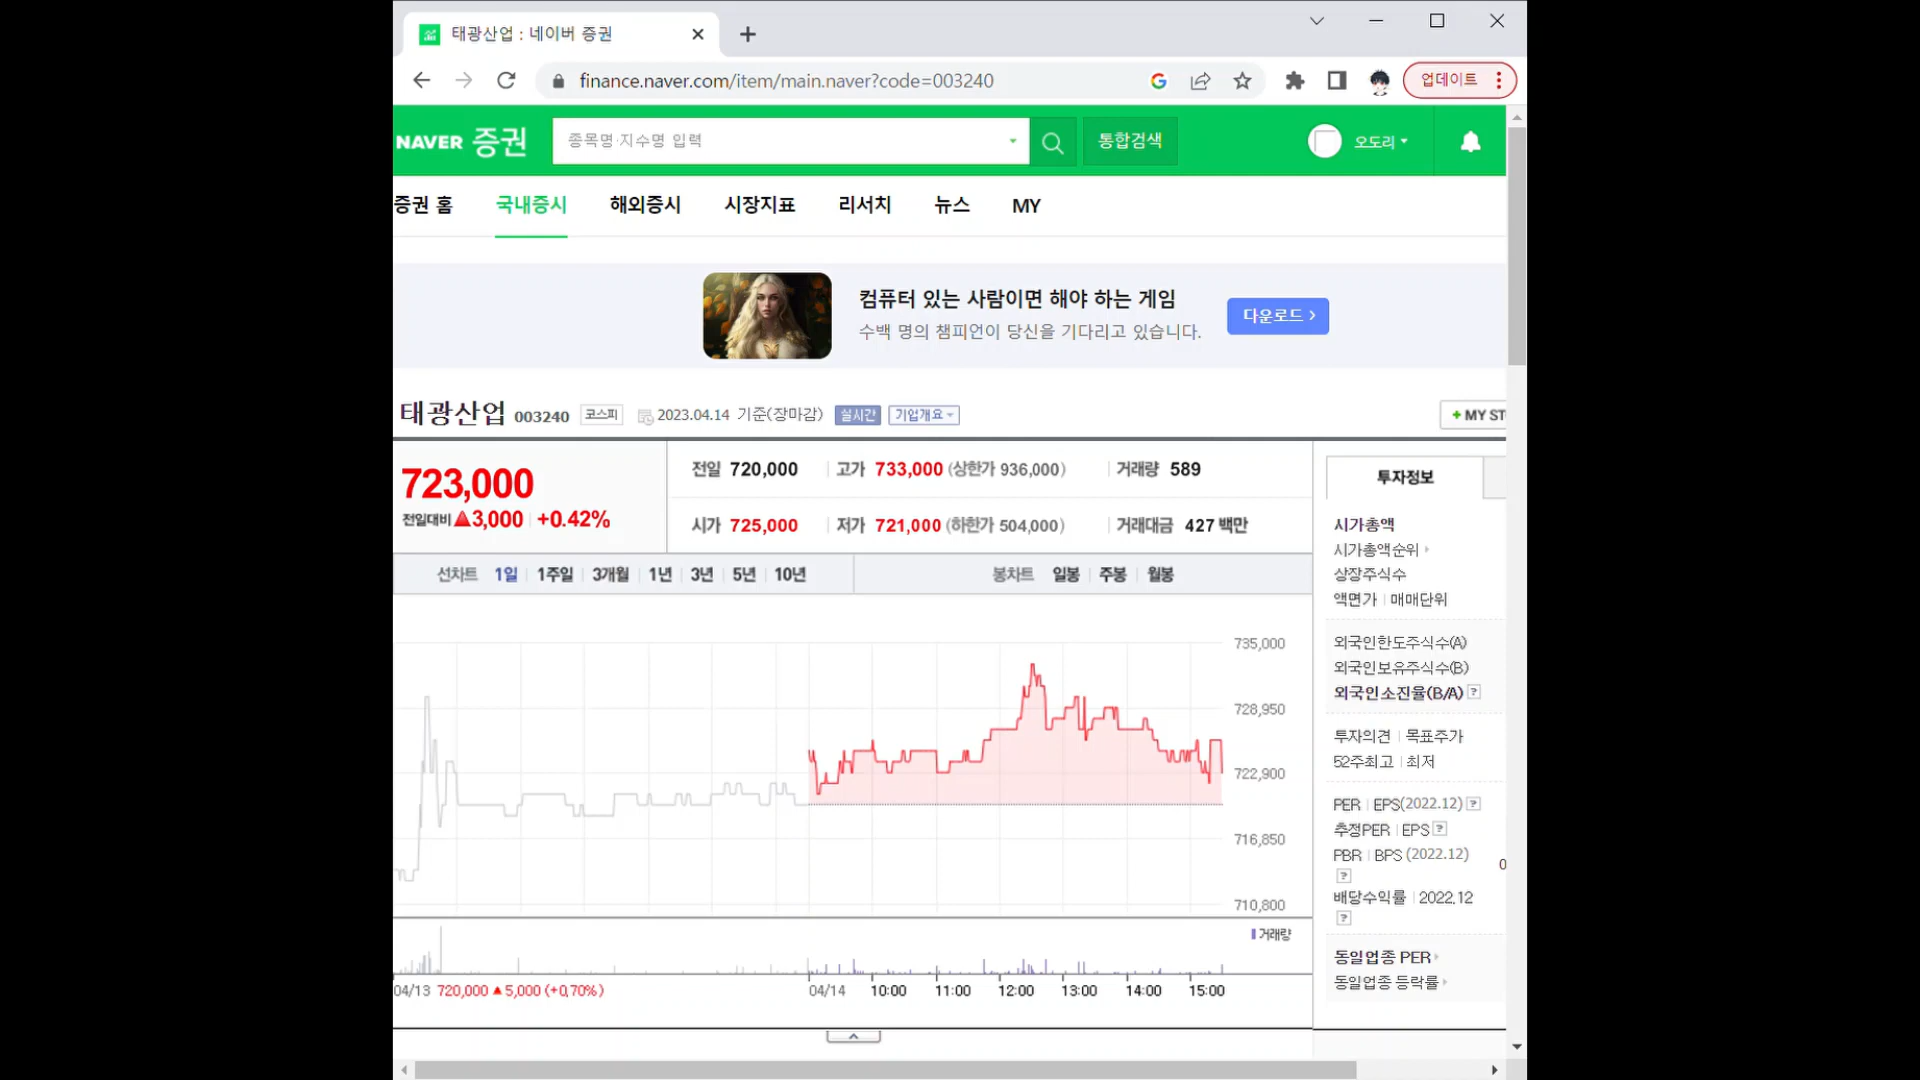 태광산업 : 네이버 증권
finance.naver.com/item/main.naver?code=003240
업데이트
NAVER 증권
종목명·지수명 입력
통합검색
오도리
증권 홈 국내증시 해외증시 시장지표 리서치 뉴스 MY
컴퓨터 있는 사람이면 해야 하는 게임
수백 명의 챔피언이 당신을 기다리고 있습니다.
다운로드
태광산업 003240 코스피 2023.04.14 기준(장마감) 실시간 기업개요
+ MY ST
723,000
전일대비 ▲3,000 +0.42%
전일 720,000 고가 733,000 (상한가 936,000) 거래량 589
시가 725,000 저가 721,000 (하한가 504,000) 거래대금 427 백만
선차트 1일 1주일 3개월 1년 3년 5년 10년 봉차트 일봉 주봉 월봉
735,000
728,950
722,900
716,850
710,800
거래량
04/13 720,000 ▲5,000 (+0.70%) 04/14 10:00 11:00 12:00 13:00 14:00 15:00
투자정보
시가총액
시가총액순위
상장주식수
액면가 매매단위
외국인한도주식수(A)
외국인보유주식수(B)
외국인소진율(B/A) ?
투자의견 목표주가
52주최고 최저
PER EPS(2022.12) ?
추정PER EPS ?
PBR BPS (2022.12)
?
0
배당수익률 2022.12
?
동일업종 PER
동일업종 등락률